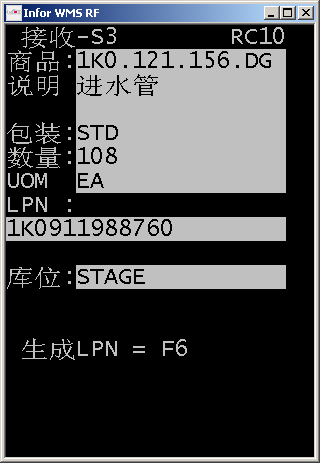 Infor WMS RF
接收-S3 RC10
商品:1K0.121.156.DG
说明 进水管
包装:STD
数量:108
UOM EA
LPN :
1K0911988760
库位:STAGE
生成LPN = F6